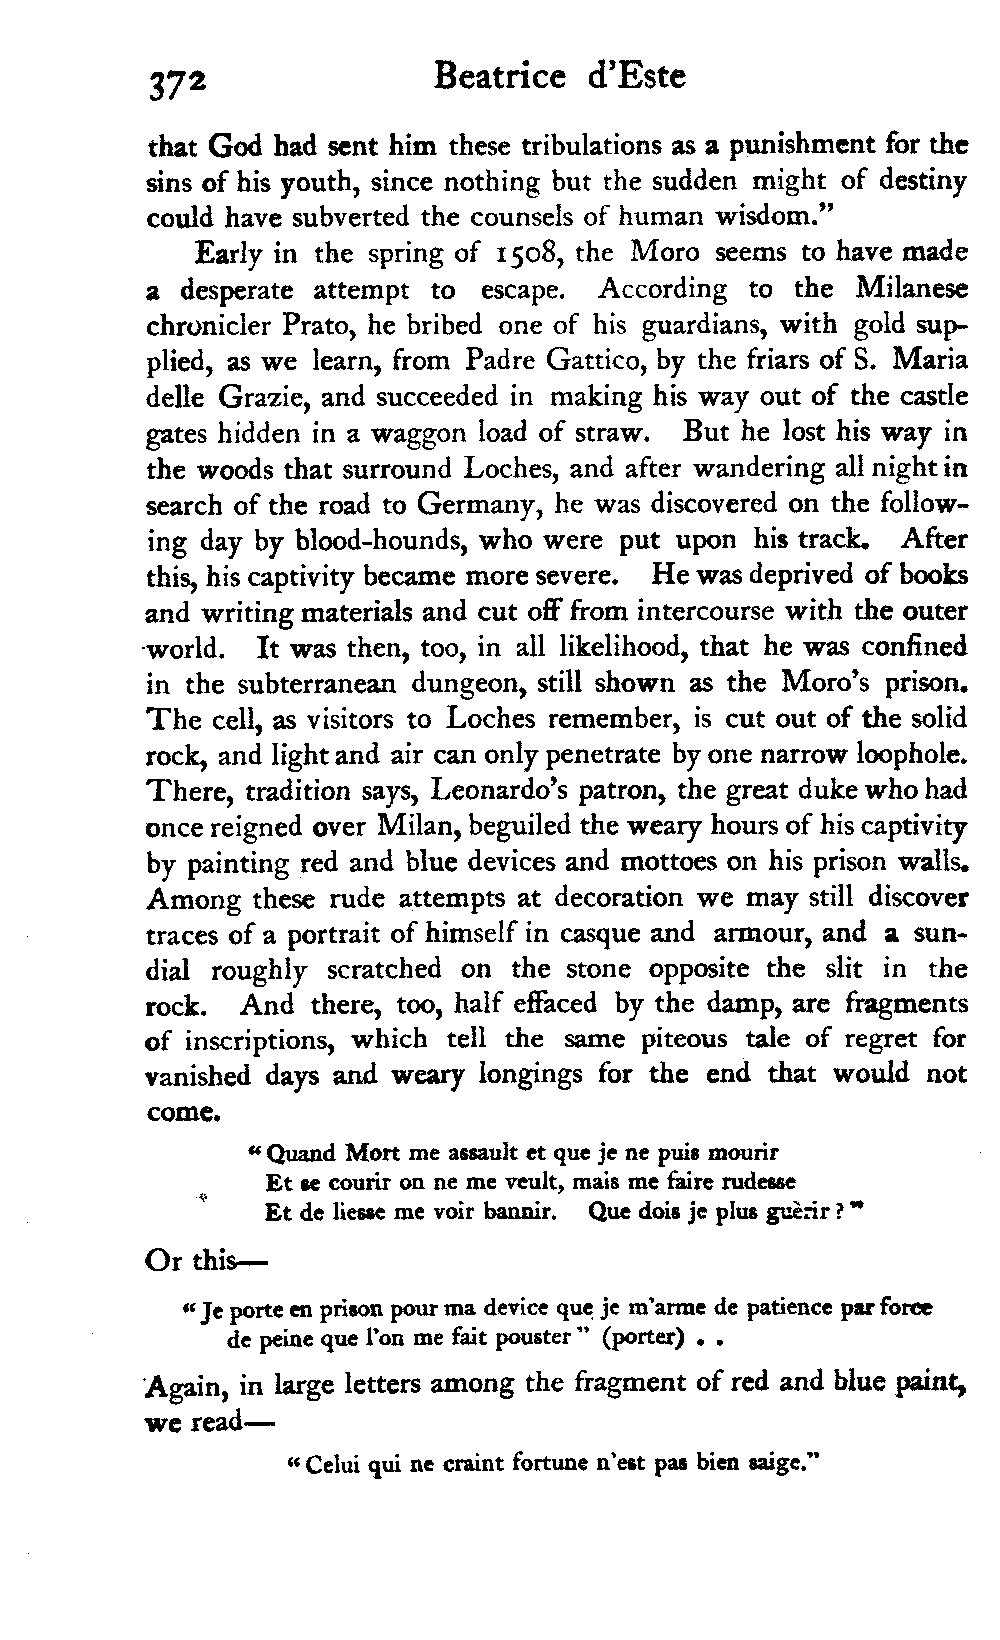 372 Beatrice d'Este
that God had sent him these tribulations as a punishment for the
sins of his youth, since nothing but the sudden might of destiny
could have subverted the counsels of human wisdom."
Early in the spring of 1508, the Moro seems to have made
a desperate attempt to escape. According to the Milanese
chronicler Prato, he bribed one of his guardians, with gold sup-
plied, as we learn, from Padre Gattico, by the friars of S. Maria
delle Grazie, and succeeded in making his way out of the castle
gates hidden in a waggon load of straw. But he lost his way in
the woods that surround Loches, and after wandering all night in
search of the road to Germany, he was discovered on the follow-
ing day by blood-hounds, who were put upon his track. After
this, his captivity became more severe. He was deprived of books
and writing materials and cut off from intercourse with the outer
world. It was then, too, in all likelihood, that he was confined
in the subterranean dungeon, still shown as the Moro's prison.
The cell, as visitors to Loches remember, is cut out of the solid
rock, and light and air can only penetrate by one narrow loophole.
There, tradition says, Leonardo's patron, the great duke who had
once reigned over Milan, beguiled the weary hours of his captivity
by painting red and blue devices and mottoes on his prison walls.
Among these rude attempts at decoration we may still discover
traces of a portrait of himself in casque and armour, and a sun-
dial roughly scratched on the stone opposite the slit in the
rock. And there, too, half effaced by the damp, are fragments
of inscriptions, which tell the same piteous tale of regret for
vanished days and weary longings for the end that would not
come.
"Quand Mort me assault et que je ne puis mourir
Et se courir on ne me veult, mais me faire rudesse
Et de liesse me voir bannir. Que dois je plus guèrir?"
Or this—
"Je porte en prison pour ma device que je m'arme de patience par force
de peine que l'on me fait pouster" (porter) . .
Again, in large letters among the fragment of red and blue paint,
we read—
"Celui qui ne craint fortune n'est pas bien saige."